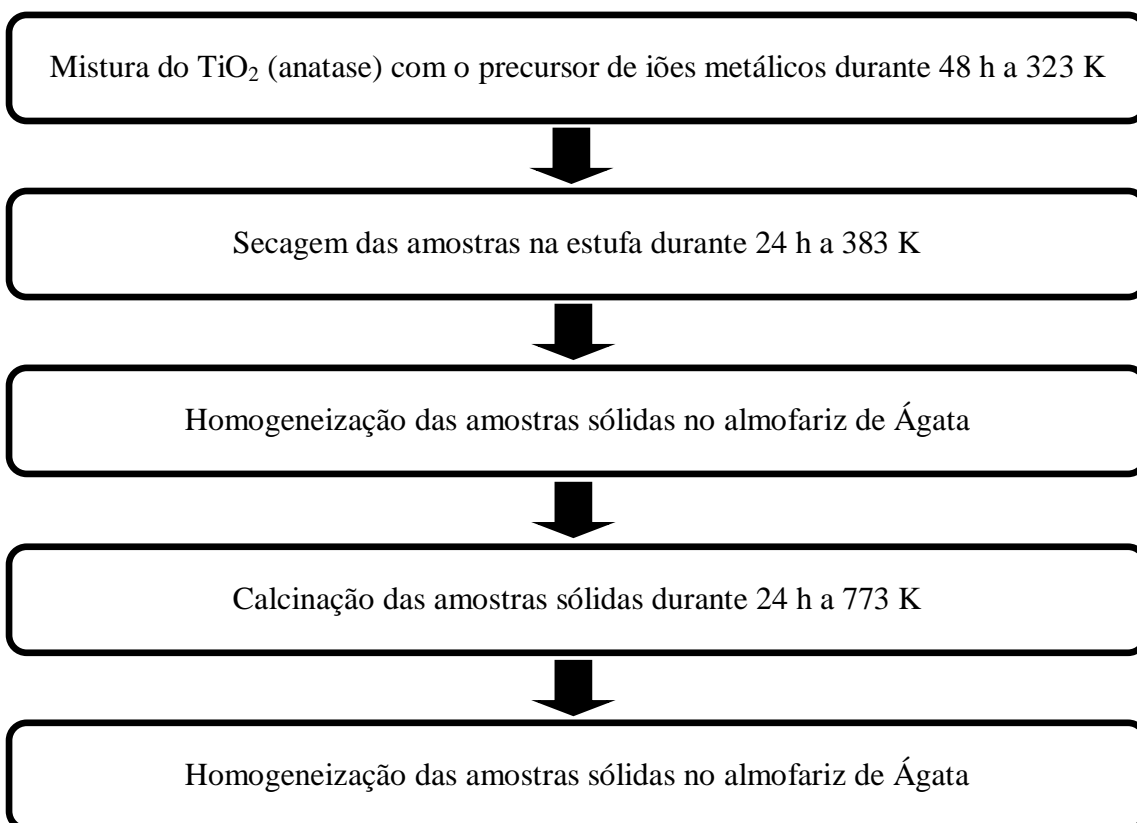 Mistura do TiO₂ (anatase) com o precursor de iões metálicos durante 48 h a 323 K
Secagem das amostras na estufa durante 24 h a 383 K
Homogeneização das amostras sólidas no almofariz de Ágata
Calcinação das amostras sólidas durante 24 h a 773 K
Homogeneização das amostras sólidas no almofariz de Ágata